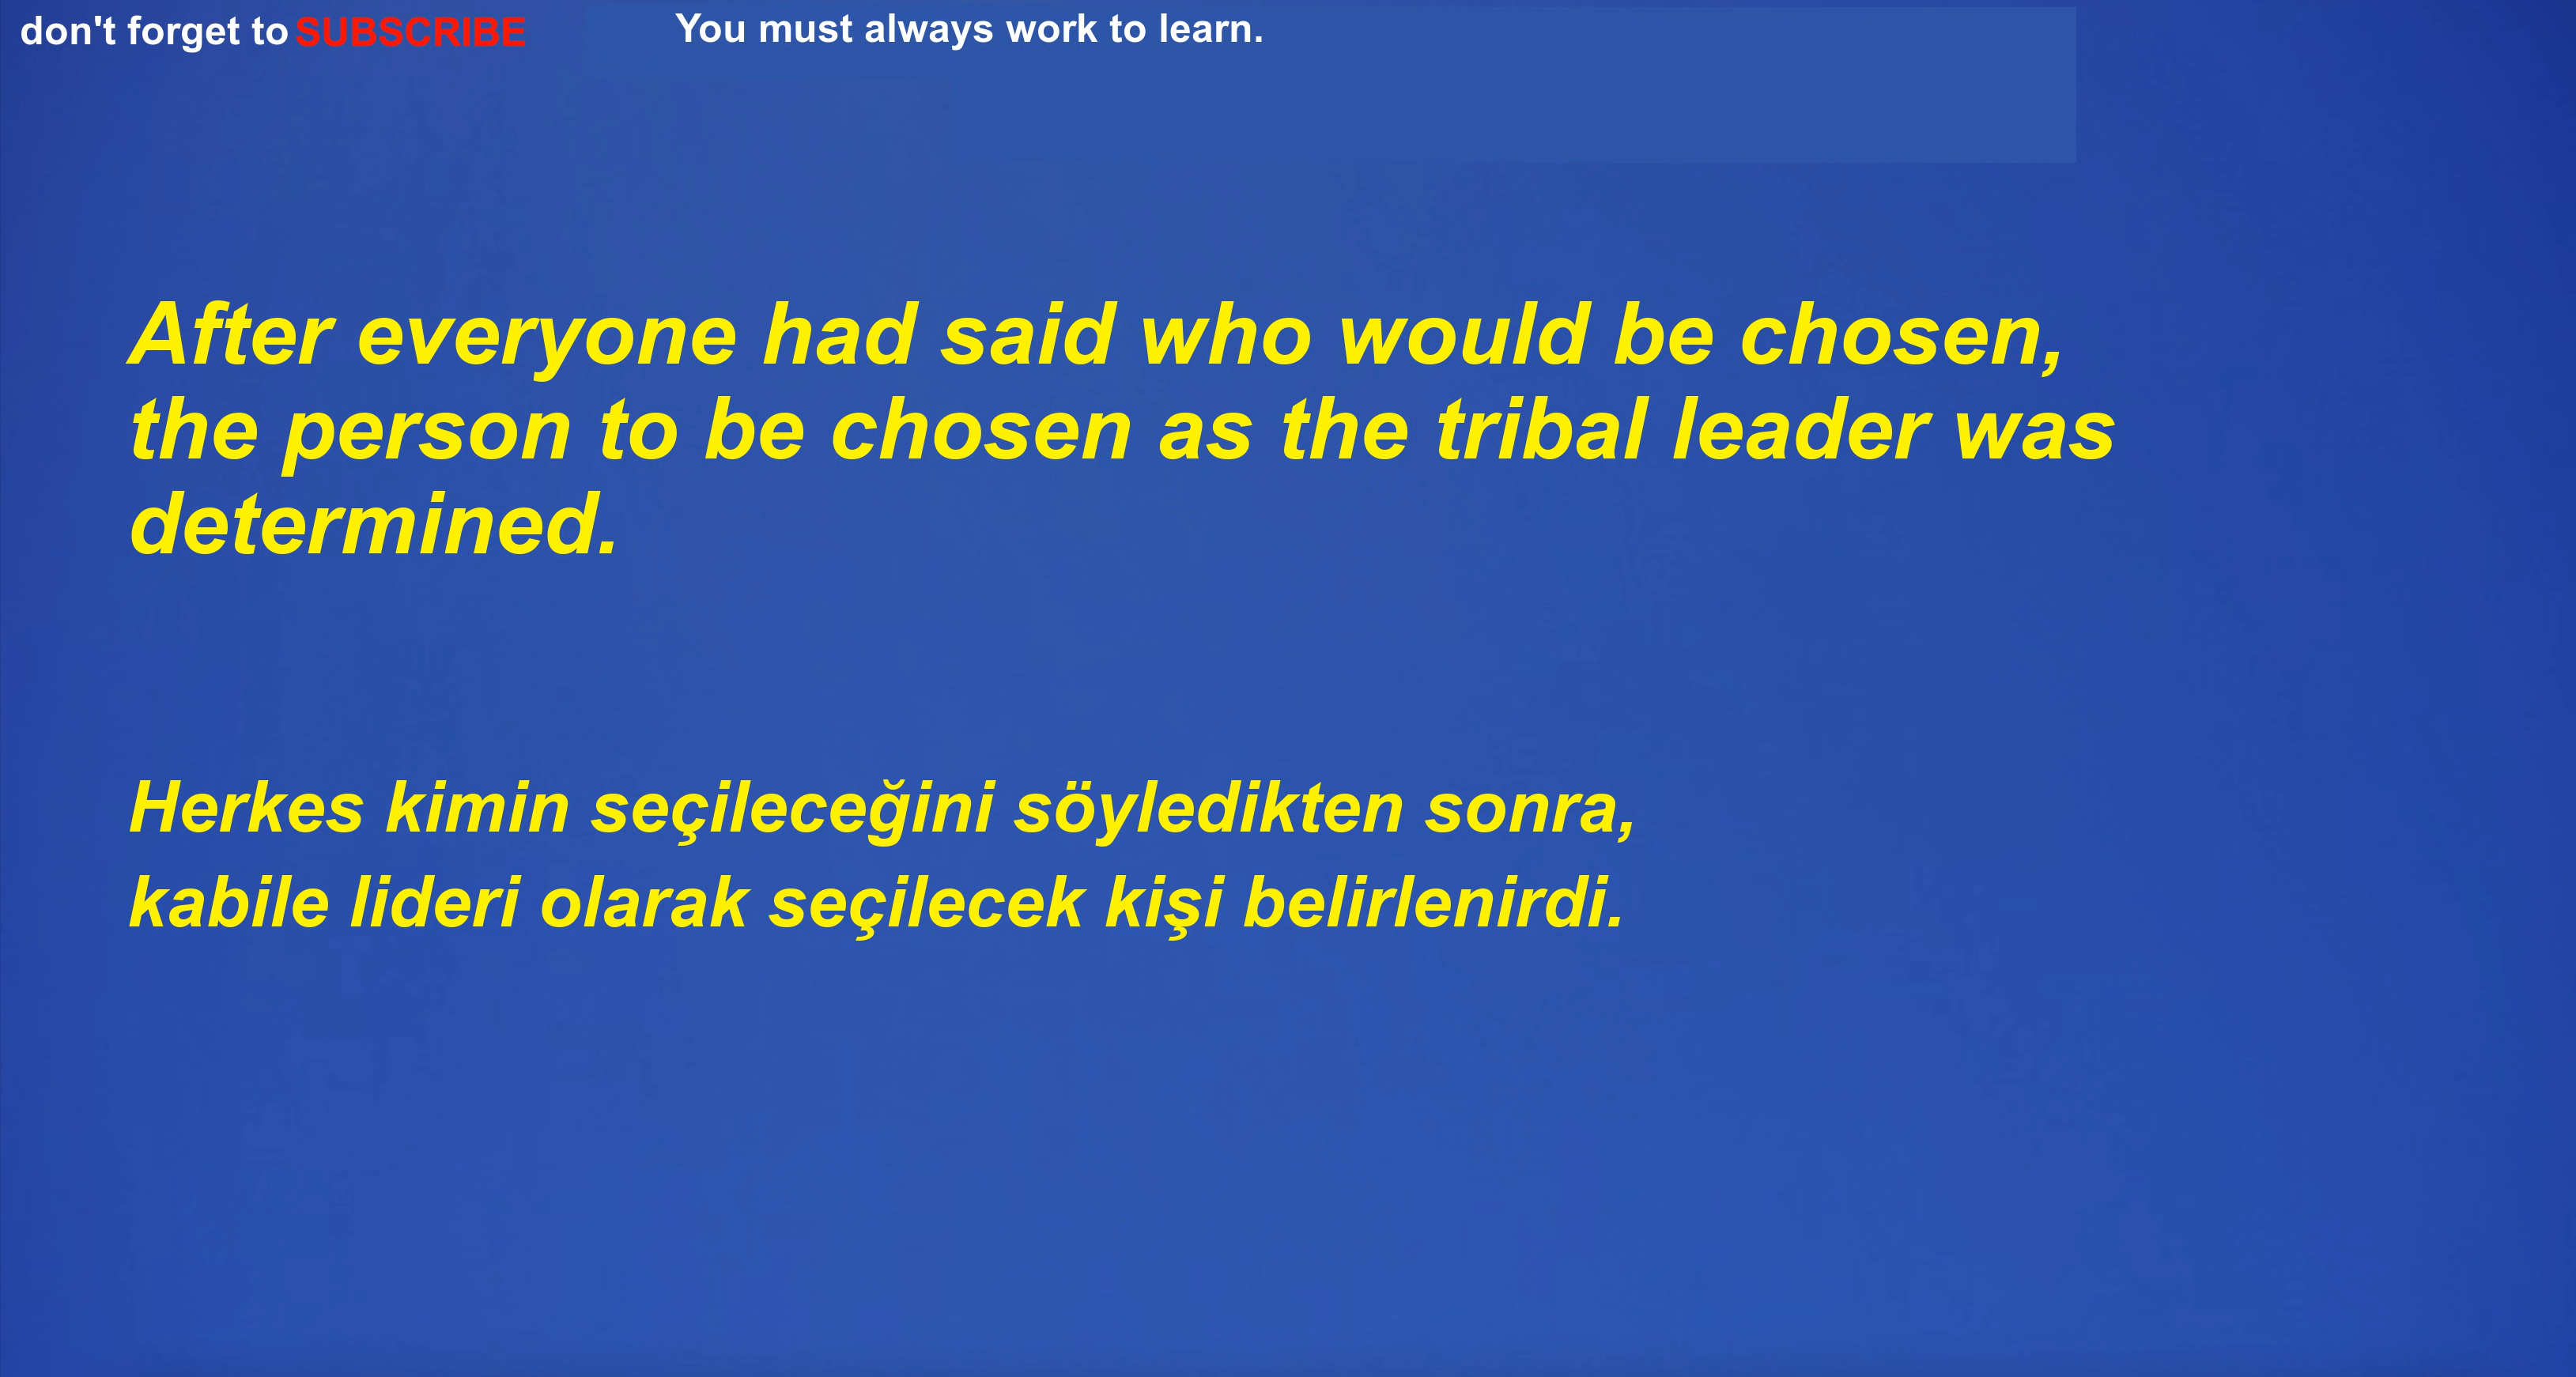 don't forget to SUBSCRIBE
You must always work to learn.
After everyone had said who would be chosen,
the person to be chosen as the tribal leader was
determined.
Herkes kimin seçileceğini söyledikten sonra,
kabile lideri olarak seçilecek kişi belirlenirdi.